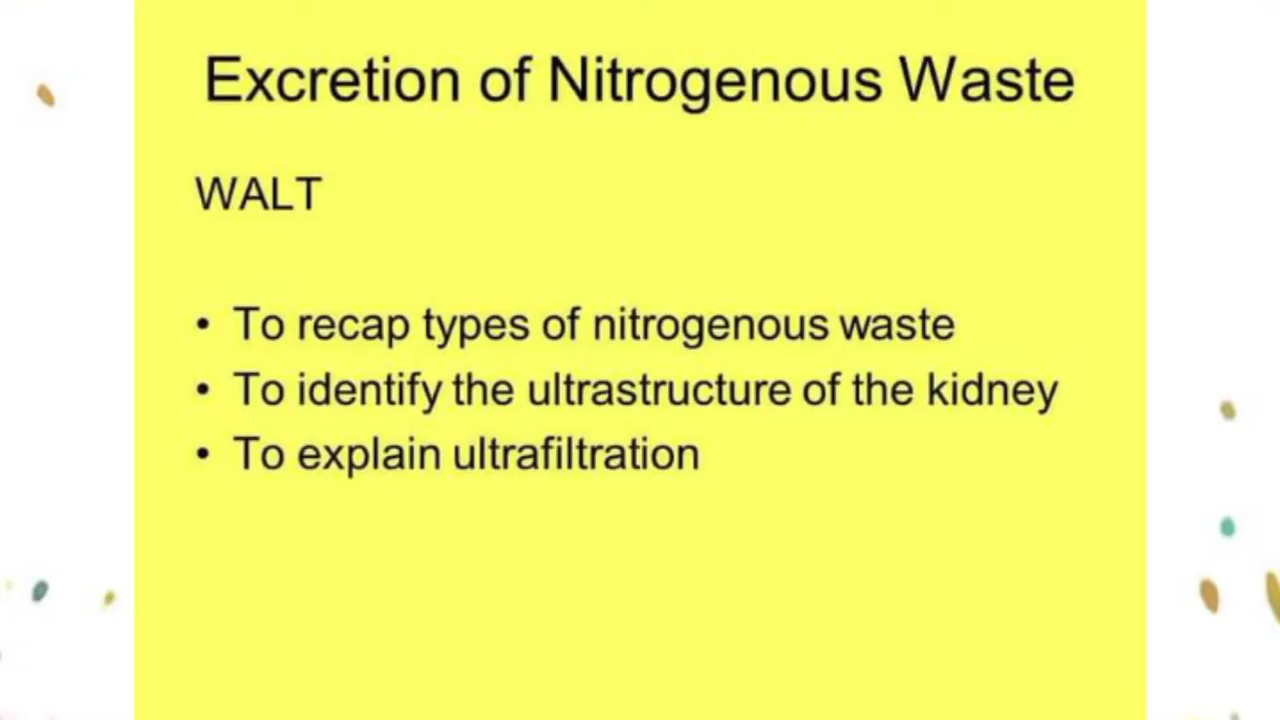 Excretion of Nitrogenous Waste
WALT
• To recap types of nitrogenous waste
• To identify the ultrastructure of the kidney
• To explain ultrafiltration